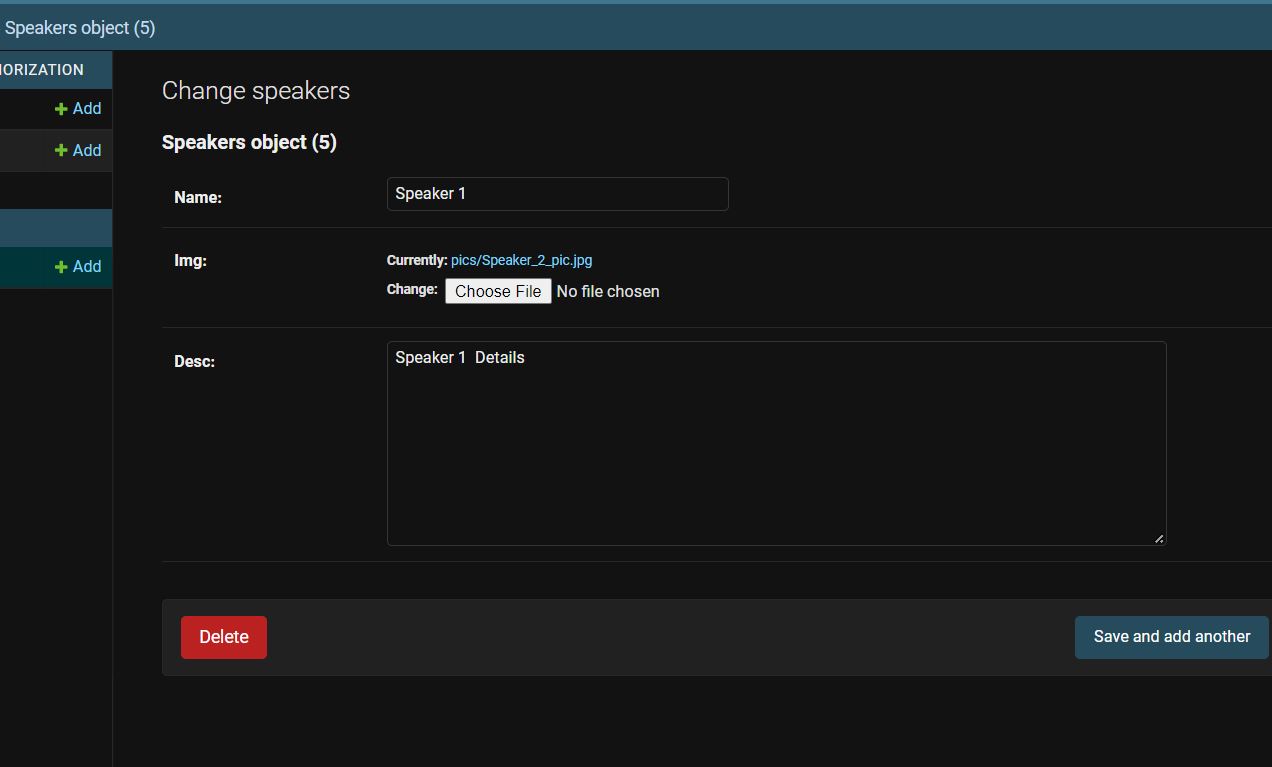 Speakers object (5)
IORIZATION
Add
Add
Add
Change speakers
Speakers object (5)
Name:
Speaker 1
Img:
Currently: pics/Speaker_2_pic.jpg
Change: Choose File No file chosen
Desc:
Speaker 1  Details
Delete
Save and add another